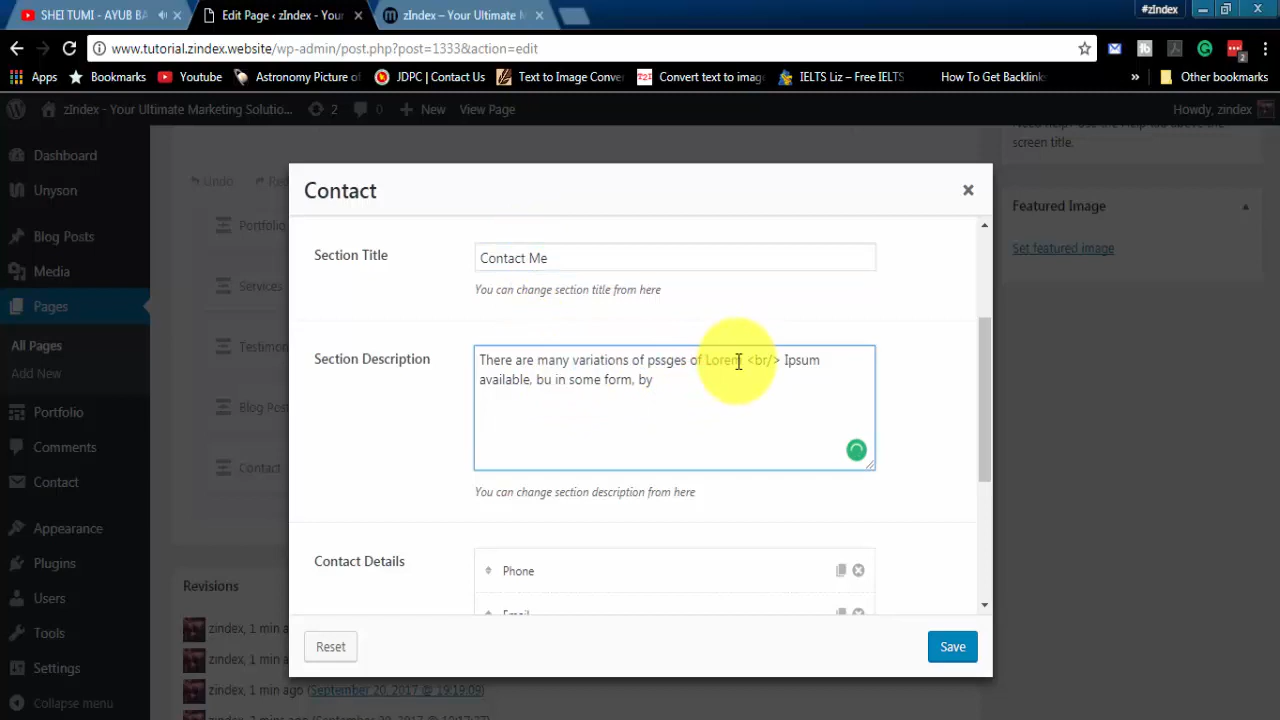 SHEI TUMI - AYUB BA
Edit Page ‹ zIndex - Your
zIndex – Your Ultimate M
#zIndex
www.tutorial.zindex.website/wp-admin/post.php?post=1333&action=edit
Apps
Bookmarks
Youtube
Astronomy Picture of
JDPC | Contact Us
Text to Image Conve
Convert text to imag
IELTS Liz – Free IELTS
How To Get Backlink
»
Other bookmarks
zIndex - Your Ultimate Marketing Solutio...
2
0
New
View Page
Howdy, zindex
screen title.
Dashboard
Unyson
Blog Posts
Media
Pages
All Pages
Add New
Portfolio
Comments
Contact
Appearance
Plugins
Users
Tools
Settings
Collapse menu
Undo
Portfolio
Services
Testimon
Blog Pos
Contact
Revisions
zindex, 1 min a
zindex, 1 min a
zindex, 1 min ago (September 20, 2017 @ 19:19:09)
Featured Image
Set featured image
Contact
Section Title
Contact Me
You can change section title from here
Section Description
There are many variations of pssges of Lorem <br/> Ipsum
available, bu in some form, by
You can change section description from here
Contact Details
Phone
Email
Reset
Save